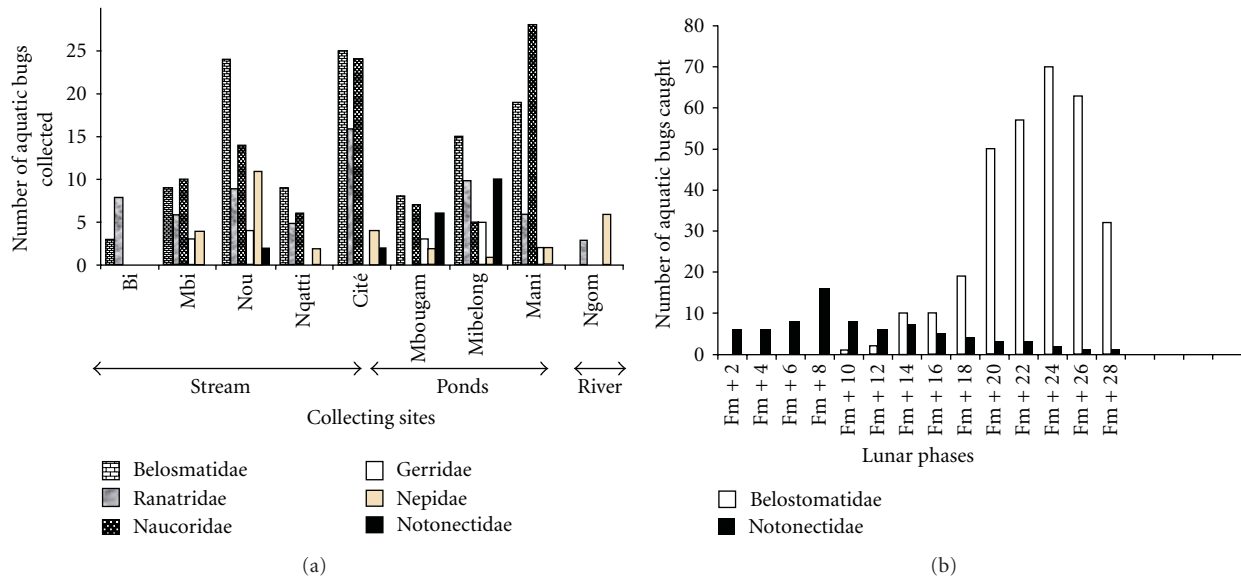 Number of aquatic bugs
collected
25
20
15
10
5
0
Bi
Mbi
Nou
Nqatti
Cité
Mbougam
Mibelong
Mani
Ngom
Stream
Ponds
River
Collecting sites
Belosmatidae
Ranatridae
Naucoridae
Gerridae
Nepidae
Notonectidae
(a)
Number of aquatic bugs caught
80
70
60
50
40
30
20
10
0
Fm + 2
Fm + 4
Fm + 6
Fm + 8
Fm + 10
Fm + 12
Fm + 14
Fm + 16
Fm + 18
Fm + 20
Fm + 22
Fm + 24
Fm + 26
Fm + 28
Lunar phases
Belostomatidae
Notonectidae
(b)